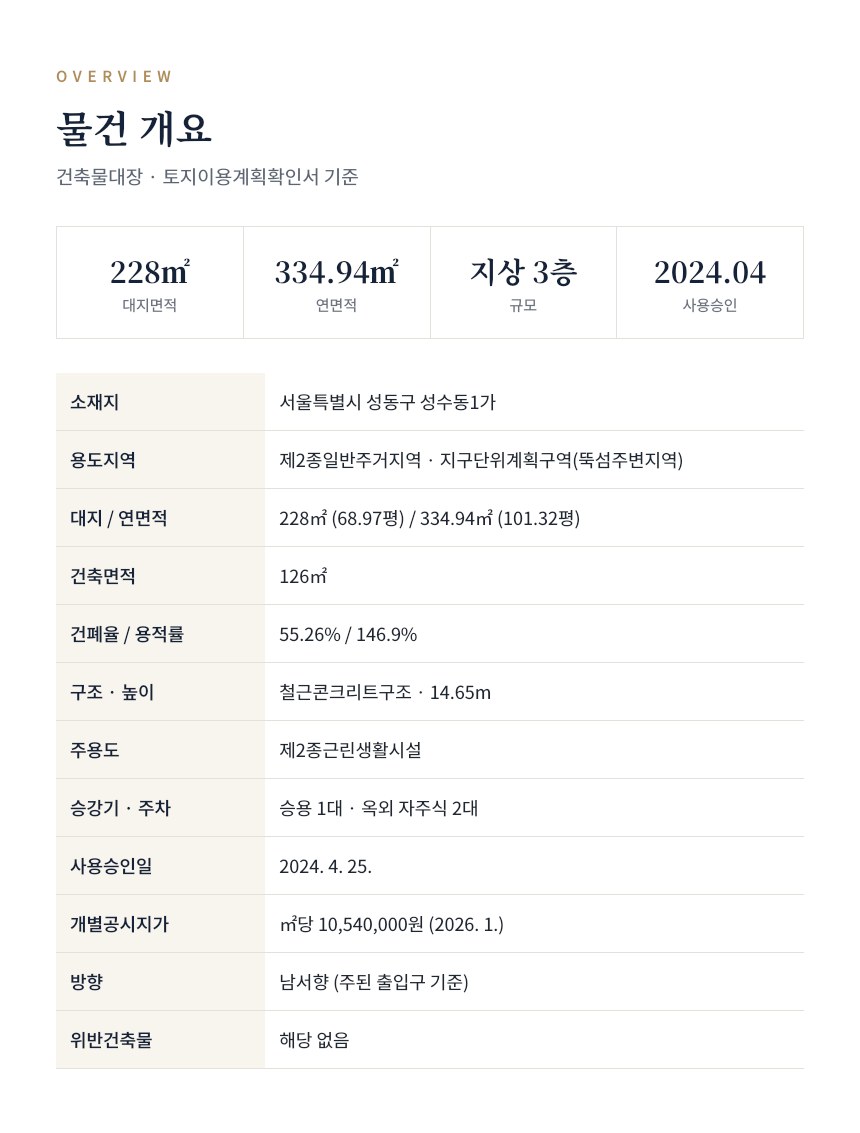 OVERVIEW
물건 개요
건축물대장 · 토지이용계획확인서 기준
228㎡ 334.94㎡ 지상 3층 2024.04
대지면적 연면적 규모 사용승인
소재지 서울특별시 성동구 성수동1가
용도지역 제2종일반주거지역 · 지구단위계획구역(뚝섬주변지역)
대지 / 연면적 228㎡ (68.97평) / 334.94㎡ (101.32평)
건축면적 126㎡
건폐율 / 용적률 55.26% / 146.9%
구조 · 높이 철근콘크리트구조 · 14.65m
주용도 제2종근린생활시설
승강기 · 주차 승용 1대 · 옥외 자주식 2대
사용승인일 2024. 4. 25.
개별공시지가 ㎡당 10,540,000원 (2026. 1.)
방향 남서향 (주된 출입구 기준)
위반건축물 해당 없음